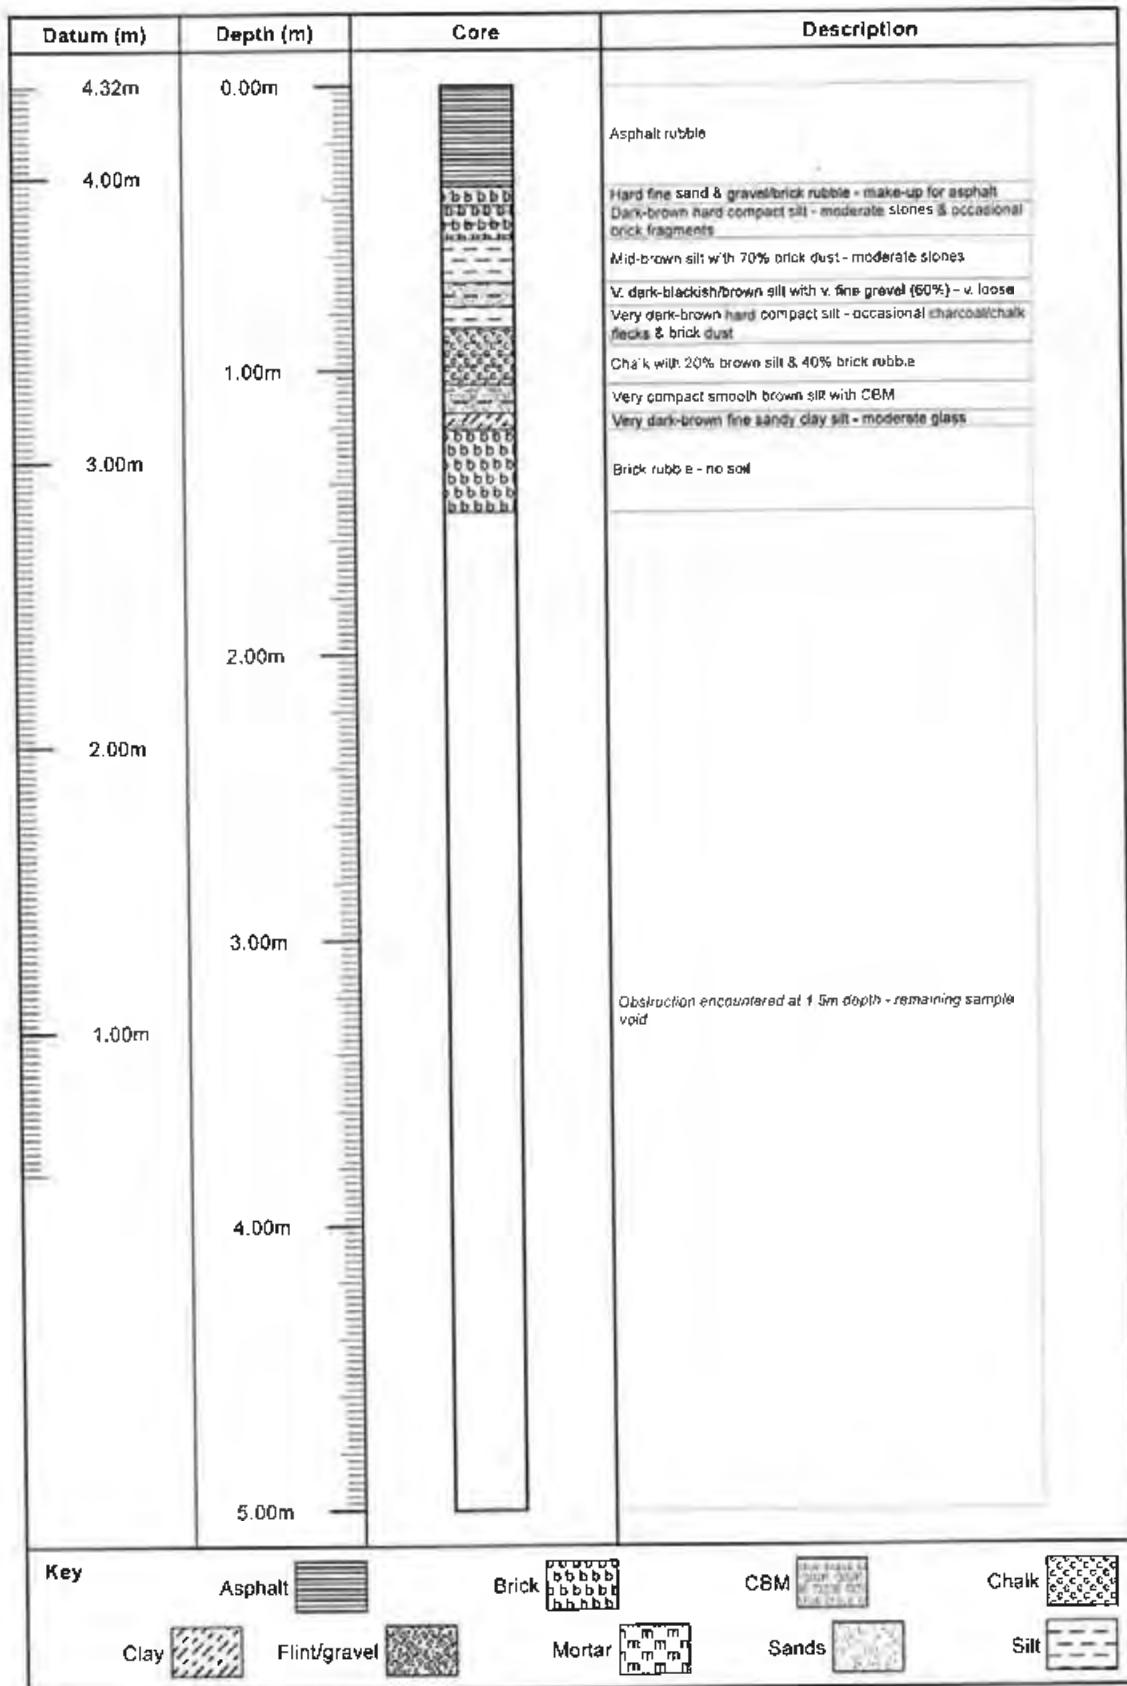 Datum (m) Depth (m) Core Description
4.32m 0.00m
Asphalt rubble
4.00m
Hard fine sand & gravel/brick rubble - make-up for asphalt
Dark-brown hard compact silt - moderate stones & occasional
brick fragments
Mid-brown silt with 70% brick dust - moderate stones
V. dark-blackish/brown silt with v. fine gravel (60%) - v. loose
Very dark-brown hard compact silt - occasional charcoal/chalk
flecks & brick dust
1.00m
Chalk with 20% brown silt & 40% brick rubble
Very compact smooth brown silt with CBM
Very dark-brown fine sandy clay silt - moderate glass
3.00m
Brick rubble - no soil
2.00m
2.00m
3.00m
Obstruction encountered at 1.5m depth - remaining sample
void
1.00m
4.00m
5.00m
Key
Asphalt Brick CBM Chalk
Clay Flint/gravel Mortar Sands Silt